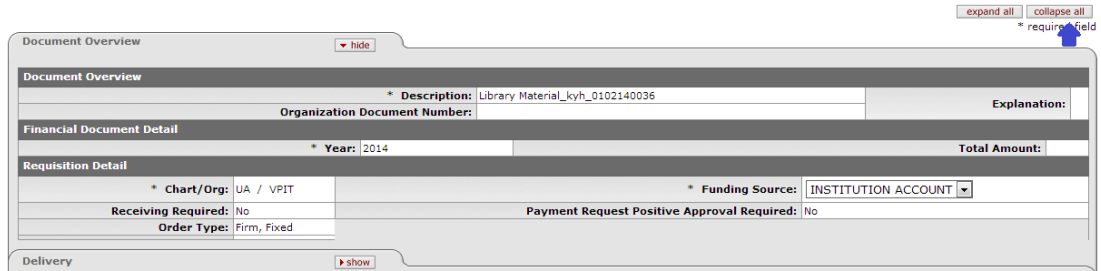 expand all collapse all
* required field
Document Overview hide
Document Overview
* Description: Library Material_kyh_0102140036 Explanation:
Organization Document Number:
Financial Document Detail
* Year: 2014 Total Amount:
Requisition Detail
* Chart/Org: UA / VPIT * Funding Source: INSTITUTION ACCOUNT
Receiving Required: No Payment Request Positive Approval Required: No
Order Type: Firm, Fixed
Delivery show